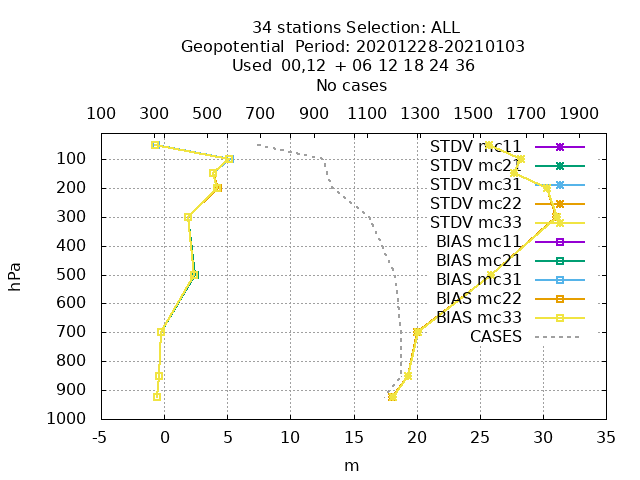 34 stations Selection: ALL
Geopotential  Period: 20201228-20210103
Used  00,12  + 06 12 18 24 36
No cases
100 300 500 700 900 1100 1300 1500 1700 1900
STDV mc11
STDV mc21
STDV mc31
STDV mc22
STDV mc33
BIAS mc11
BIAS mc21
BIAS mc31
BIAS mc22
BIAS mc33
CASES
hPa
100
200
300
400
500
600
700
800
900
1000
-5 0 5 10 15 20 25 30 35
m